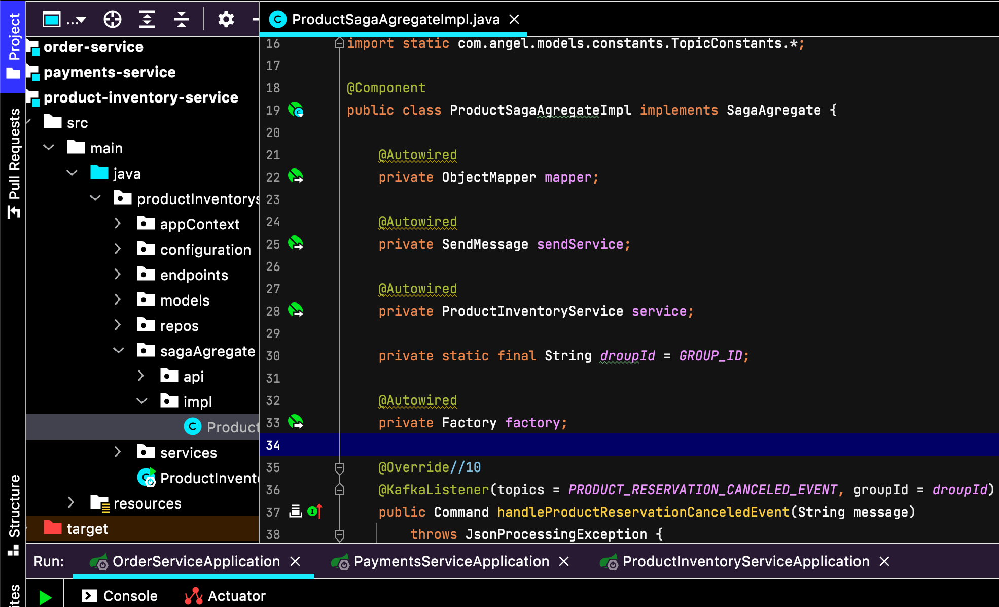 Project
Pull Requests
Structure
...
order-service
payments-service
product-inventory-service
src
main
java
productInventorys
appContext
configuration
endpoints
models
repos
sagaAgregate
api
impl
Product
services
ProductInvent
resources
target
ProductSagaAgregateImpl.java
16 import static com.angel.models.constants.TopicConstants.*;
17
18 @Component
19 public class ProductSagaAgregateImpl implements SagaAgregate {
20
21 @Autowired
22 private ObjectMapper mapper;
23
24 @Autowired
25 private SendMessage sendService;
26
27 @Autowired
28 private ProductInventoryService service;
29
30 private static final String droupId = GROUP_ID;
31
32 @Autowired
33 private Factory factory;
34
35 @Override//10
36 @KafkaListener(topics = PRODUCT_RESERVATION_CANCELED_EVENT, groupId = droupId)
37 public Command handleProductReservationCanceledEvent(String message)
38 throws JsonProcessingException {
Run: OrderServiceApplication PaymentsServiceApplication ProductInventoryServiceApplication
Console Actuator